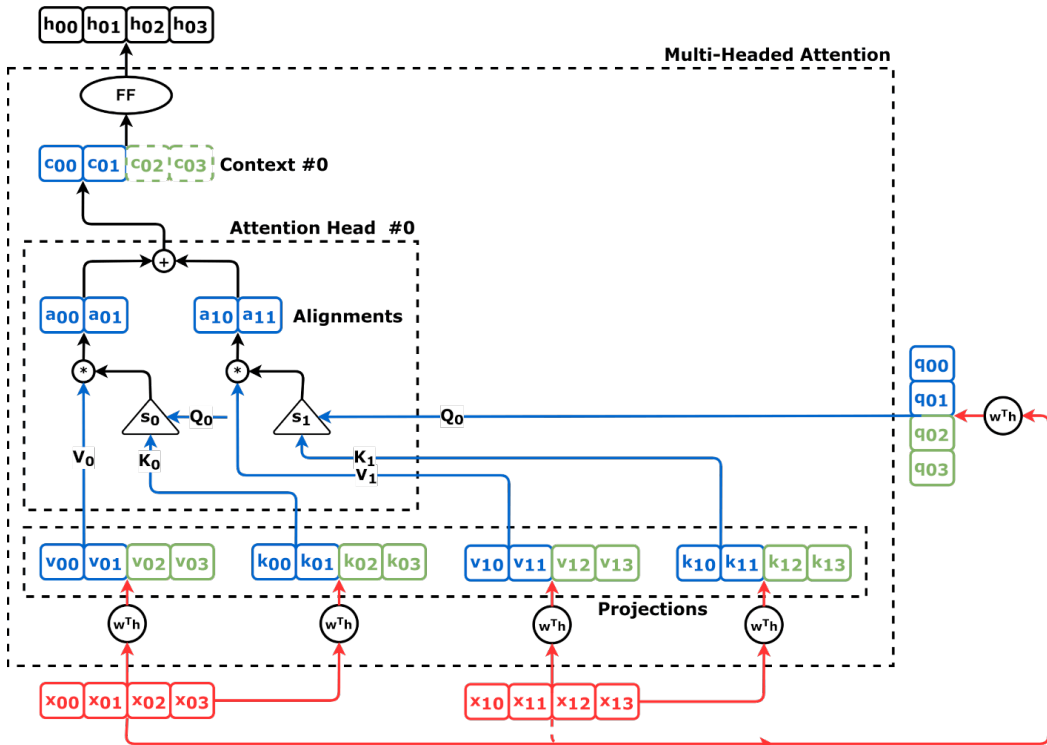 h00 h01 h02 h03
Multi-Headed Attention
FF
c00 c01 c02 c03 Context #0
Attention Head #0
+
a00 a01 a10 a11 Alignments
* *
q00
q01
q02
q03
s0 Q0 s1 Q0 wTh
V0 K0 K1
V1
v00 v01 v02 v03 k00 k01 k02 k03 v10 v11 v12 v13 k10 k11 k12 k13
Projections
wTh wTh wTh wTh
x00 x01 x02 x03 x10 x11 x12 x13